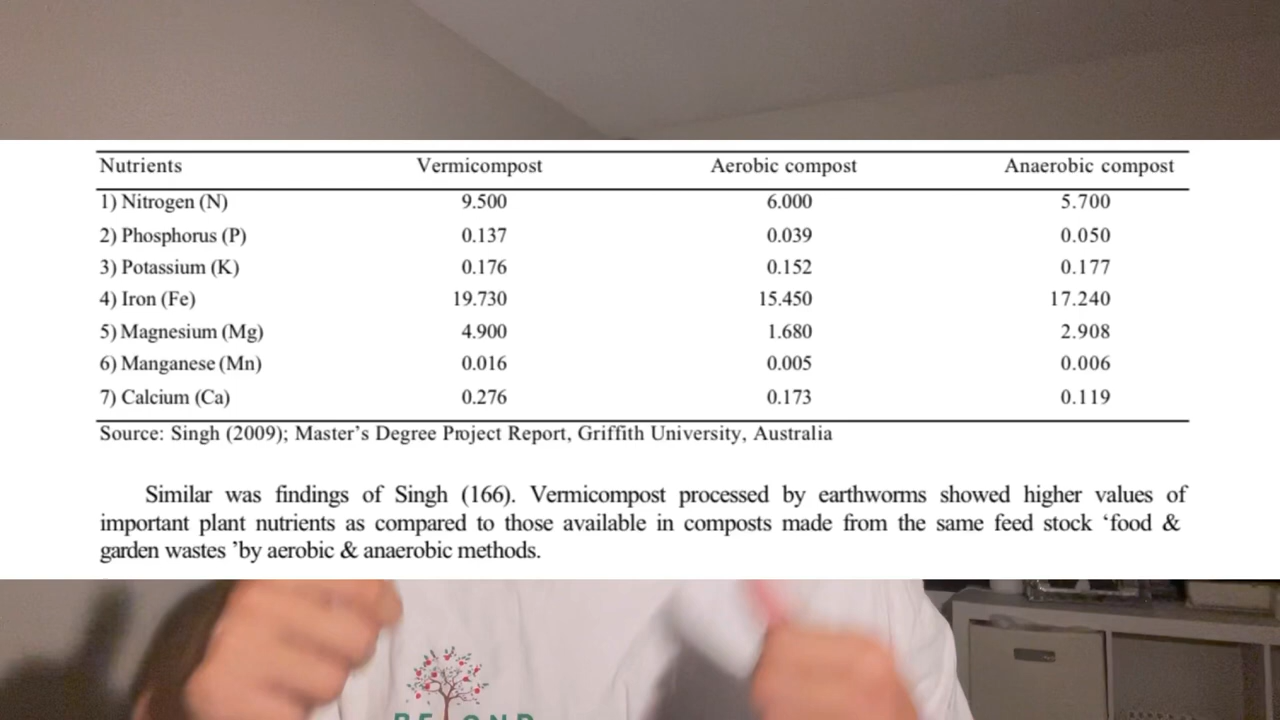 Nutrients Vermicompost Aerobic compost Anaerobic compost
1) Nitrogen (N) 9.500 6.000 5.700
2) Phosphorus (P) 0.137 0.039 0.050
3) Potassium (K) 0.176 0.152 0.177
4) Iron (Fe) 19.730 15.450 17.240
5) Magnesium (Mg) 4.900 1.680 2.908
6) Manganese (Mn) 0.016 0.005 0.006
7) Calcium (Ca) 0.276 0.173 0.119
Source: Singh (2009); Master's Degree Project Report, Griffith University, Australia
Similar was findings of Singh (166). Vermicompost processed by earthworms showed higher values of
important plant nutrients as compared to those available in composts made from the same feed stock ‘food &
garden wastes ’by aerobic & anaerobic methods.